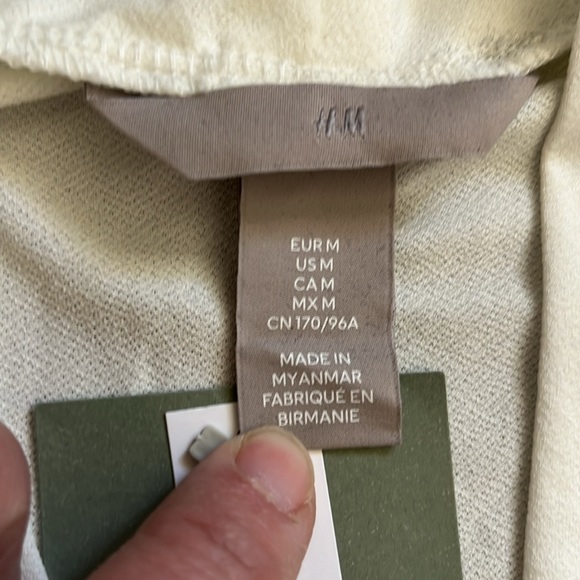 H&M
EUR M
US M
CA M
MX M
CN 170/96A
MADE IN
MYANMAR
FABRIQUÉ EN
BIRMANIE